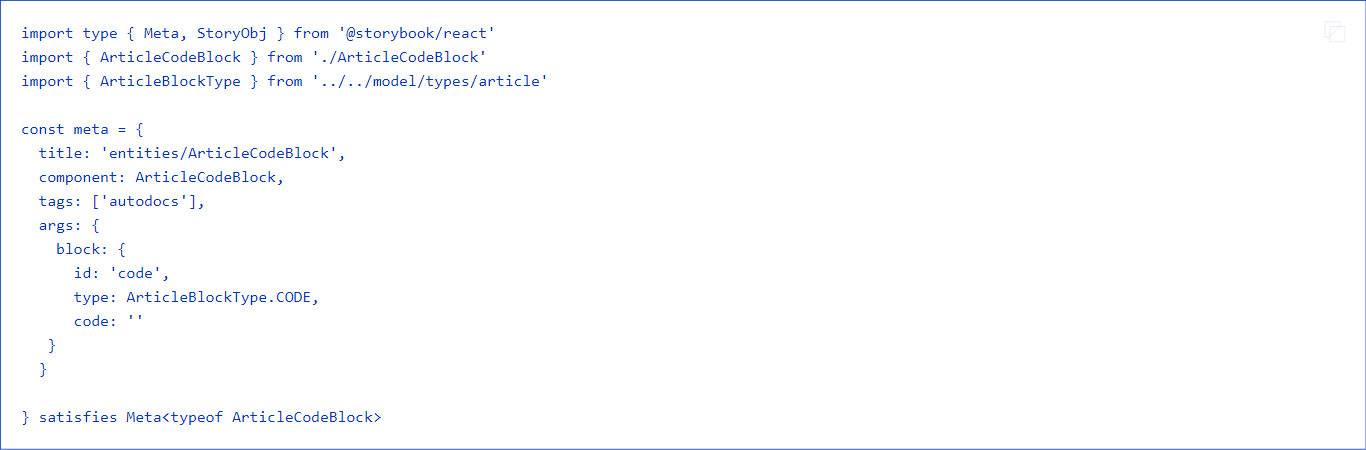 import type { Meta, StoryObj } from '@storybook/react'
import { ArticleCodeBlock } from './ArticleCodeBlock'
import { ArticleBlockType } from '../../model/types/article'

const meta = {
  title: 'entities/ArticleCodeBlock',
  component: ArticleCodeBlock,
  tags: ['autodocs'],
  args: {
    block: {
      id: 'code',
      type: ArticleBlockType.CODE,
      code: ''
   }
  }

} satisfies Meta<typeof ArticleCodeBlock>